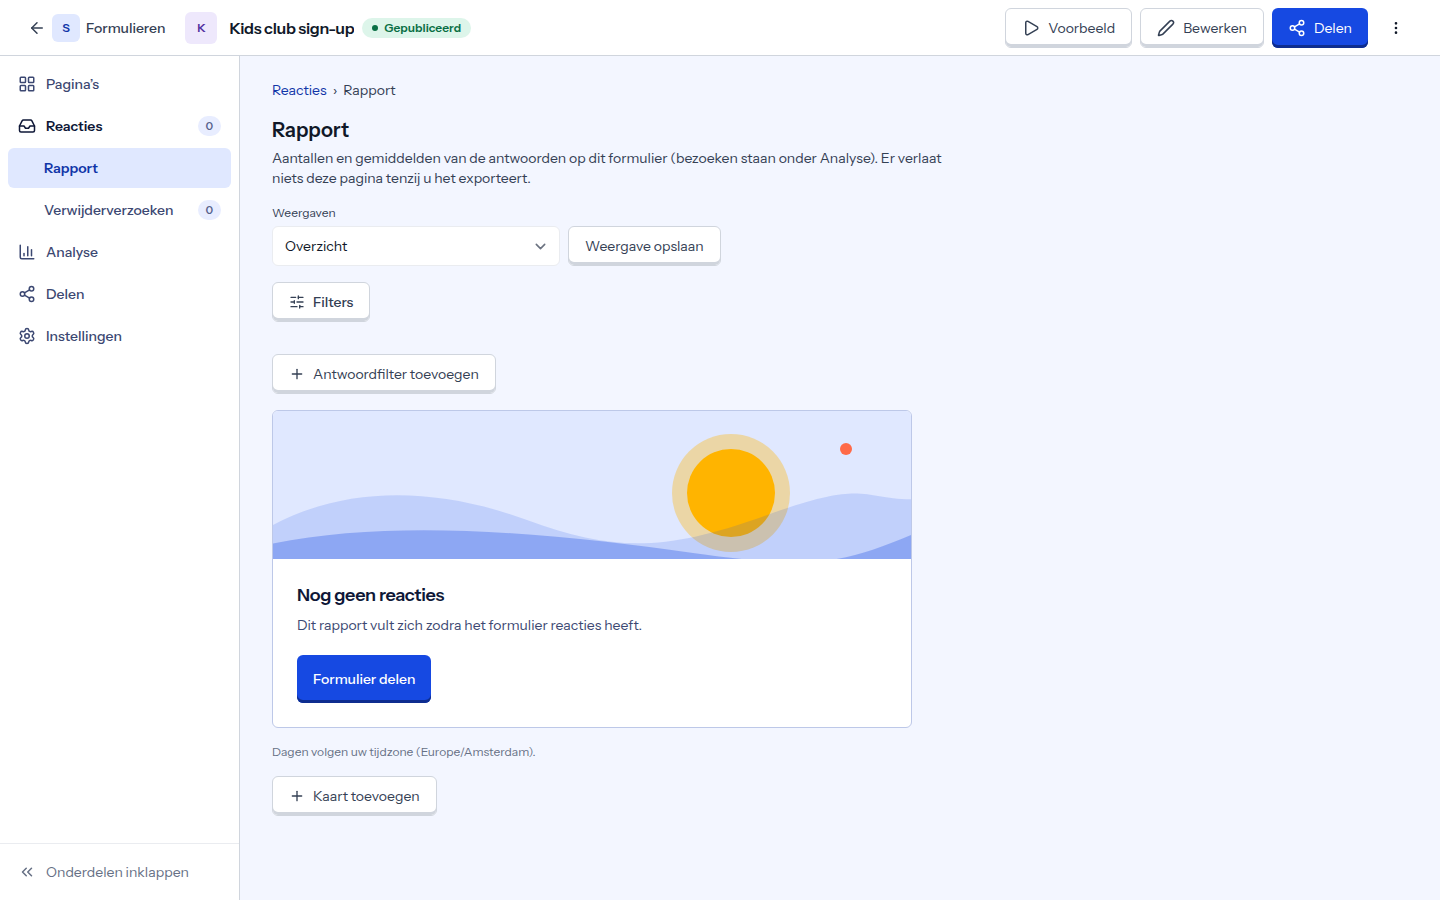 S Formulieren K Kids club sign-up Gepubliceerd Voorbeeld Bewerken Delen
Pagina's
Reacties 0
Rapport
Verwijderverzoeken 0
Analyse
Delen
Instellingen
Onderdelen inklappen
Reacties › Rapport
Rapport
Aantallen en gemiddelden van de antwoorden op dit formulier (bezoeken staan onder Analyse). Er verlaat
niets deze pagina tenzij u het exporteert.
Weergaven
Overzicht Weergave opslaan
Filters
Antwoordfilter toevoegen
Nog geen reacties
Dit rapport vult zich zodra het formulier reacties heeft.
Formulier delen
Dagen volgen uw tijdzone (Europe/Amsterdam).
Kaart toevoegen